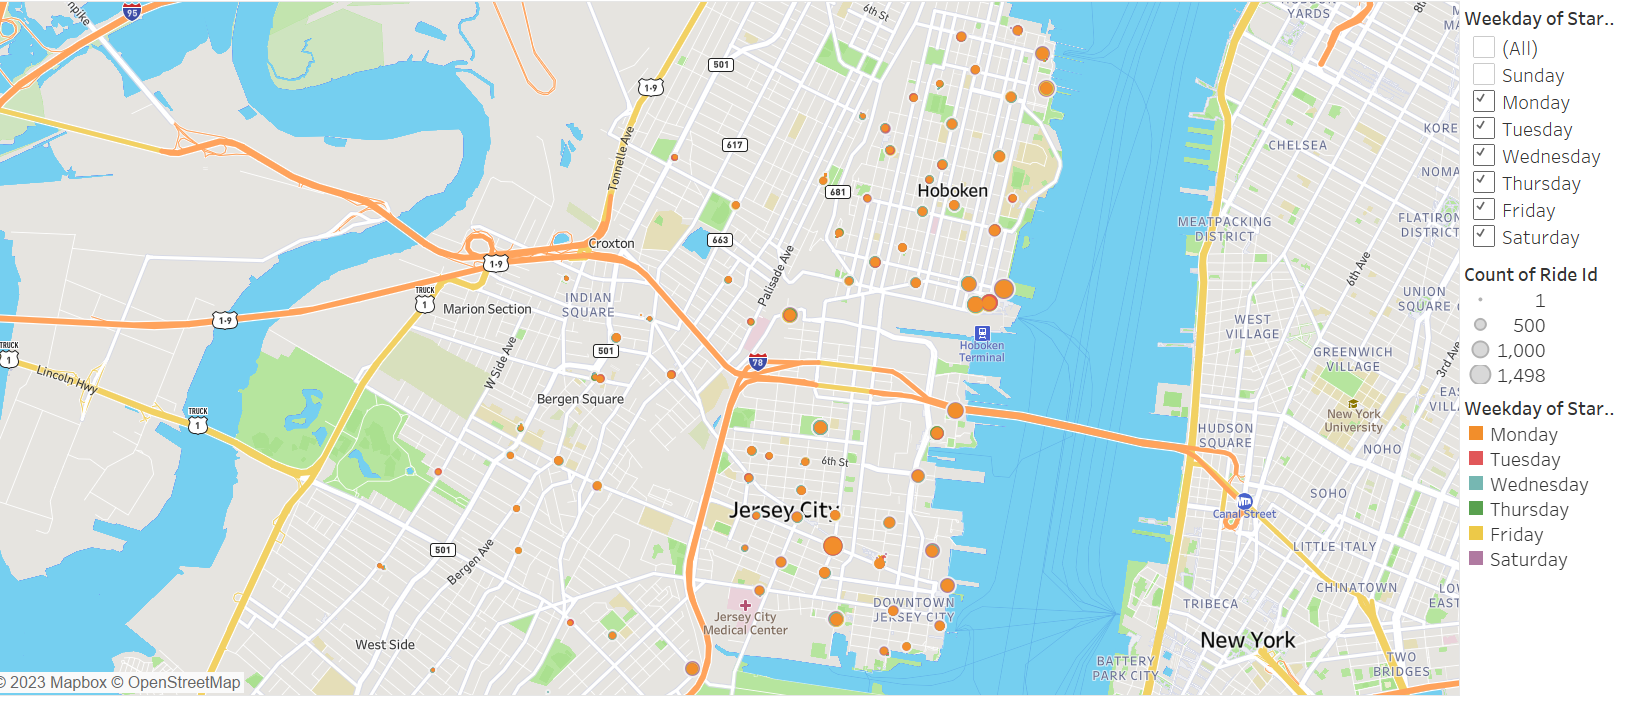 npike
95
6th St
HUDSON
YARDS
8th
M
MA
501
1-9
617
Tonnelle Ave
681
Hoboken
663
Croxton
1-9
Palisade Ave
TRUCK
1
Marion Section
INDIAN
SQUARE
1-9
TRUCK
1
Lincoln Hwy
W Side Ave
501
78
Hoboken
Terminal
Bergen Square
TRUCK
1
6th St
Jersey City
501
Bergen Ave
DOWNTOWN
JERSEY CITY
Jersey City
Medical Center
West Side
CHELSEA
KORE
NOMA
MEATPACKING
DISTRICT
FLATIRON
DISTRICT
6th Ave
UNION
SQUARE
WEST
VILLAGE
GREENWICH
VILLAGE
3rd Ave
EAS
VILLA
New York
University
HUDSON
SQUARE
NOHO
SOHO
Canal Street
LITTLE ITALY
CHINATOWN
LOW
EAST
TRIBECA
New York
BATTERY
PARK CITY
TWO
BRIDGES
© 2023 Mapbox © OpenStreetMap
Weekday of Star..
(All)
Sunday
Monday
Tuesday
Wednesday
Thursday
Friday
Saturday
Count of Ride Id
1
500
1,000
1,498
Weekday of Star..
Monday
Tuesday
Wednesday
Thursday
Friday
Saturday